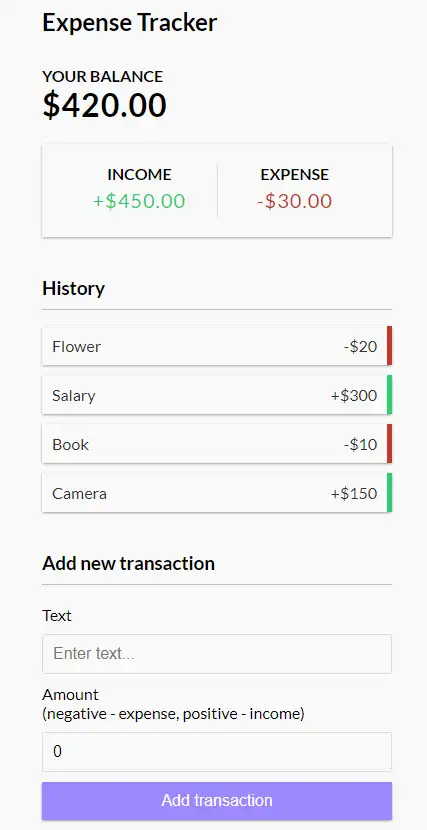 Expense Tracker
YOUR BALANCE
$420.00
INCOME EXPENSE
+$450.00 -$30.00
History
Flower -$20
Salary +$300
Book -$10
Camera +$150
Add new transaction
Text
Enter text...
Amount
(negative - expense, positive - income)
0
Add transaction